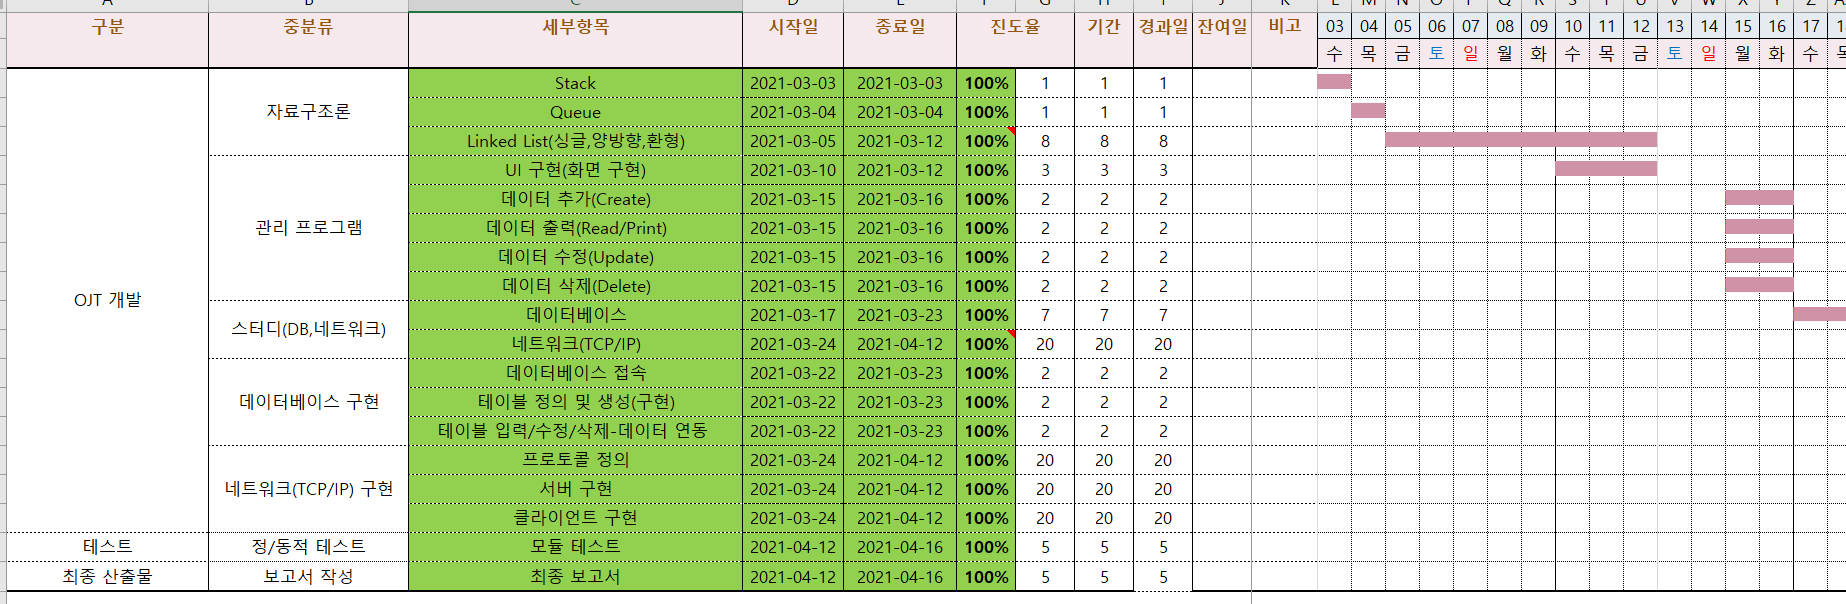 구분 중분류 세부항목 시작일 종료일 진도율 기간 경과일 잔여일 비고 03 04 05 06 07 08 09 10 11 12 13 14 15 16 17
수 목 금 토 일 월 화 수 목 금 토 일 월 화 수
OJT 개발
자료구조론
Stack 2021-03-03 2021-03-03 100% 1 1 1
Queue 2021-03-04 2021-03-04 100% 1 1 1
Linked List(싱글,양방향,환형) 2021-03-05 2021-03-12 100% 8 8 8
관리 프로그램
UI 구현(화면 구현) 2021-03-10 2021-03-12 100% 3 3 3
데이터 추가(Create) 2021-03-15 2021-03-16 100% 2 2 2
데이터 출력(Read/Print) 2021-03-15 2021-03-16 100% 2 2 2
데이터 수정(Update) 2021-03-15 2021-03-16 100% 2 2 2
데이터 삭제(Delete) 2021-03-15 2021-03-16 100% 2 2 2
스터디(DB,네트워크)
데이터베이스 2021-03-17 2021-03-23 100% 7 7 7
네트워크(TCP/IP) 2021-03-24 2021-04-12 100% 20 20 20
데이터베이스 구현
데이터베이스 접속 2021-03-22 2021-03-23 100% 2 2 2
테이블 정의 및 생성(구현) 2021-03-22 2021-03-23 100% 2 2 2
테이블 입력/수정/삭제-데이터 연동 2021-03-22 2021-03-23 100% 2 2 2
네트워크(TCP/IP) 구현
프로토콜 정의 2021-03-24 2021-04-12 100% 20 20 20
서버 구현 2021-03-24 2021-04-12 100% 20 20 20
클라이언트 구현 2021-03-24 2021-04-12 100% 20 20 20
테스트 정/동적 테스트 모듈 테스트 2021-04-12 2021-04-16 100% 5 5 5
최종 산출물 보고서 작성 최종 보고서 2021-04-12 2021-04-16 100% 5 5 5